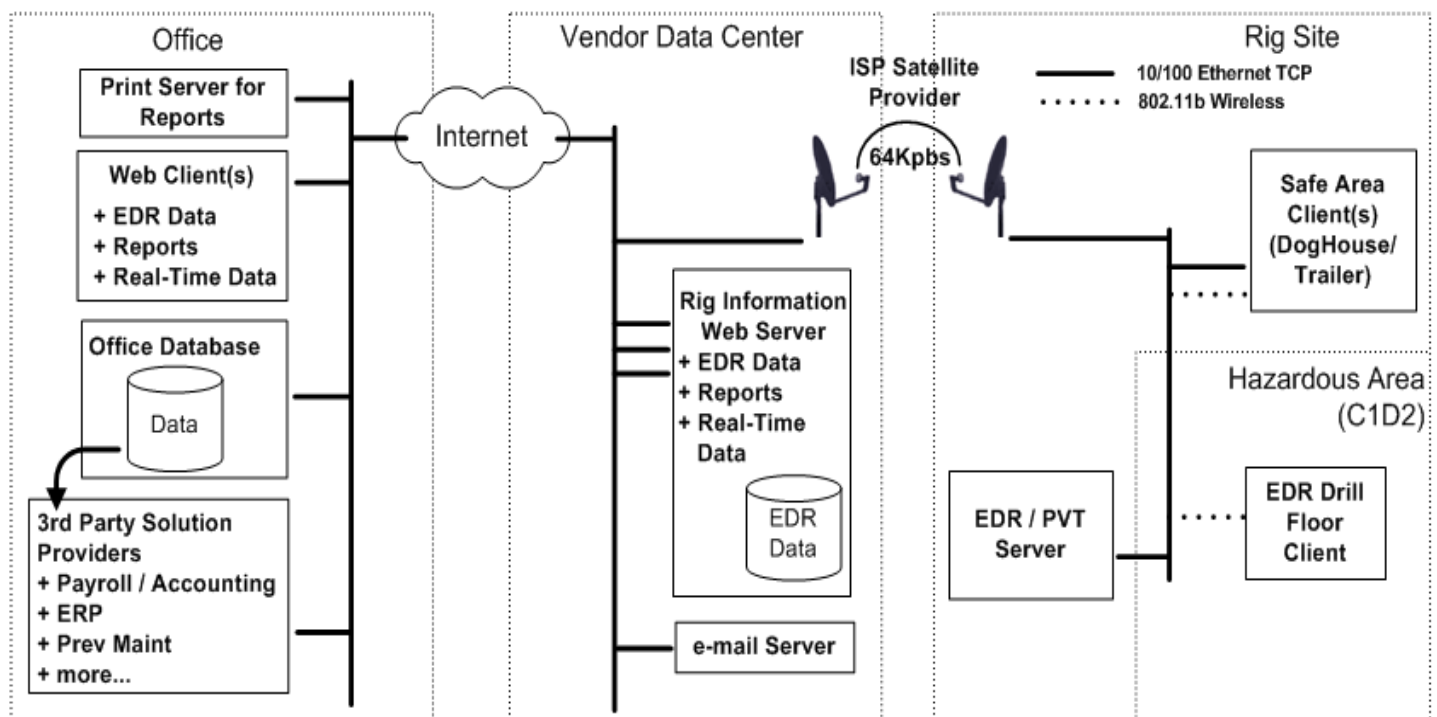 Office
Print Server for
Reports
Web Client(s)
+ EDR Data
+ Reports
+ Real-Time Data
Office Database
Data
3rd Party Solution
Providers
+ Payroll / Accounting
+ ERP
+ Prev Maint
+ more...
Internet
Vendor Data Center
ISP Satellite
Provider
64Kpbs
Rig Information
Web Server
+ EDR Data
+ Reports
+ Real-Time
Data
EDR
Data
e-mail Server
Rig Site
10/100 Ethernet TCP
802.11b Wireless
Safe Area
Client(s)
(DogHouse/
Trailer)
Hazardous Area
(C1D2)
EDR / PVT
Server
EDR Drill
Floor
Client